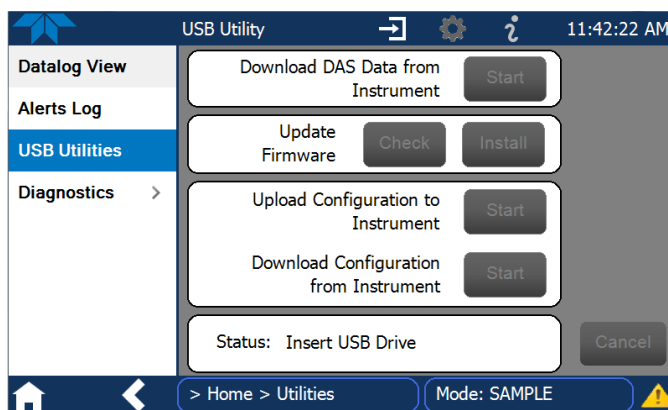 USB Utility
11:42:22 AM
Datalog View
Alerts Log
USB Utilities
Diagnostics >
Download DAS Data from
Instrument
Start
Update
Firmware
Check
Install
Upload Configuration to
Instrument
Start
Download Configuration
from Instrument
Start
Status: Insert USB Drive
Cancel
> Home > Utilities
Mode: SAMPLE